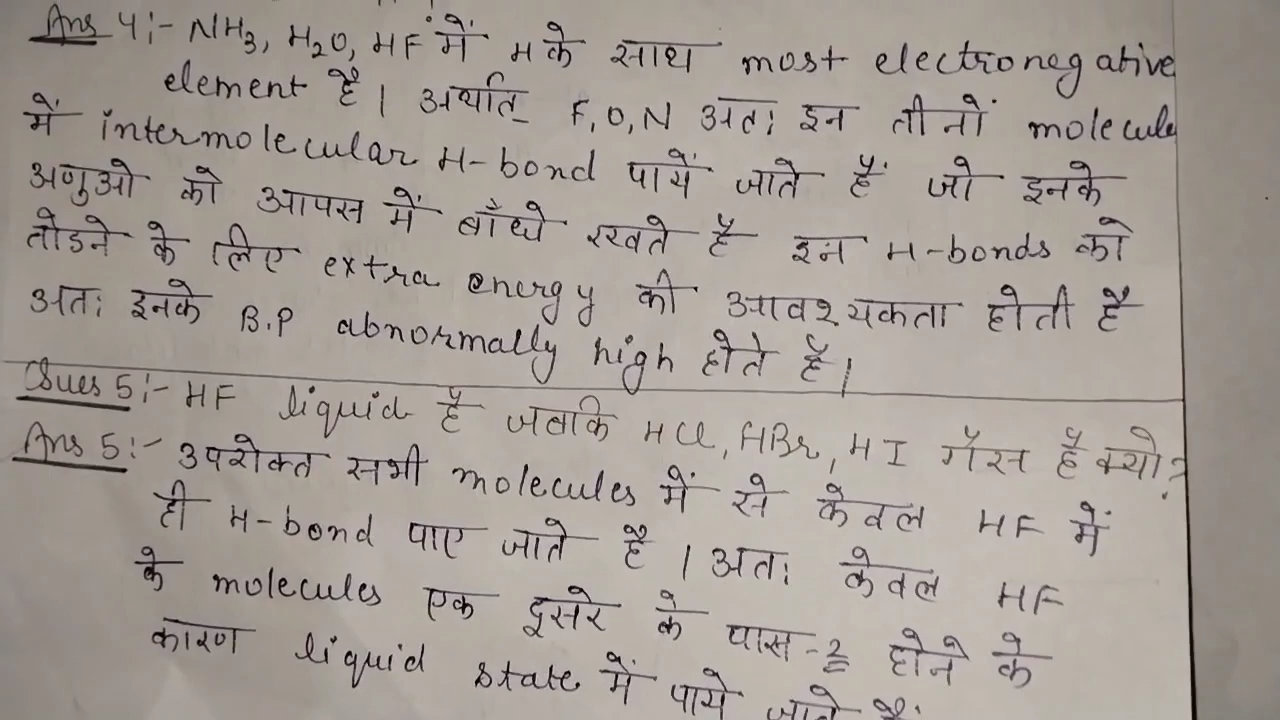 Ans 4:- NH3, H2O, HF में H के साथ most electronegative
element है। अर्थात F, O, N अतः इन तीनों molecule
में intermolecular H-bond पायें जाते हैं जो इनके
अणुओ को आपस में बाँधे रखते है इन H-bonds को
तोडने के लिए extra energy की आवश्यकता होती है
अतः इनके B.P abnormally high होते है।
Ques 5:- HF liquid है जबकि HCl, HBr, HI गैस है क्यो?
Ans 5:- उपरोक्त सभी molecules में से केवल HF में
ही H-bond पाए जाते है। अतः केवल HF
के molecules एक दूसरे के पास-2 होने के
कारण liquid state में पाये जाते हैं